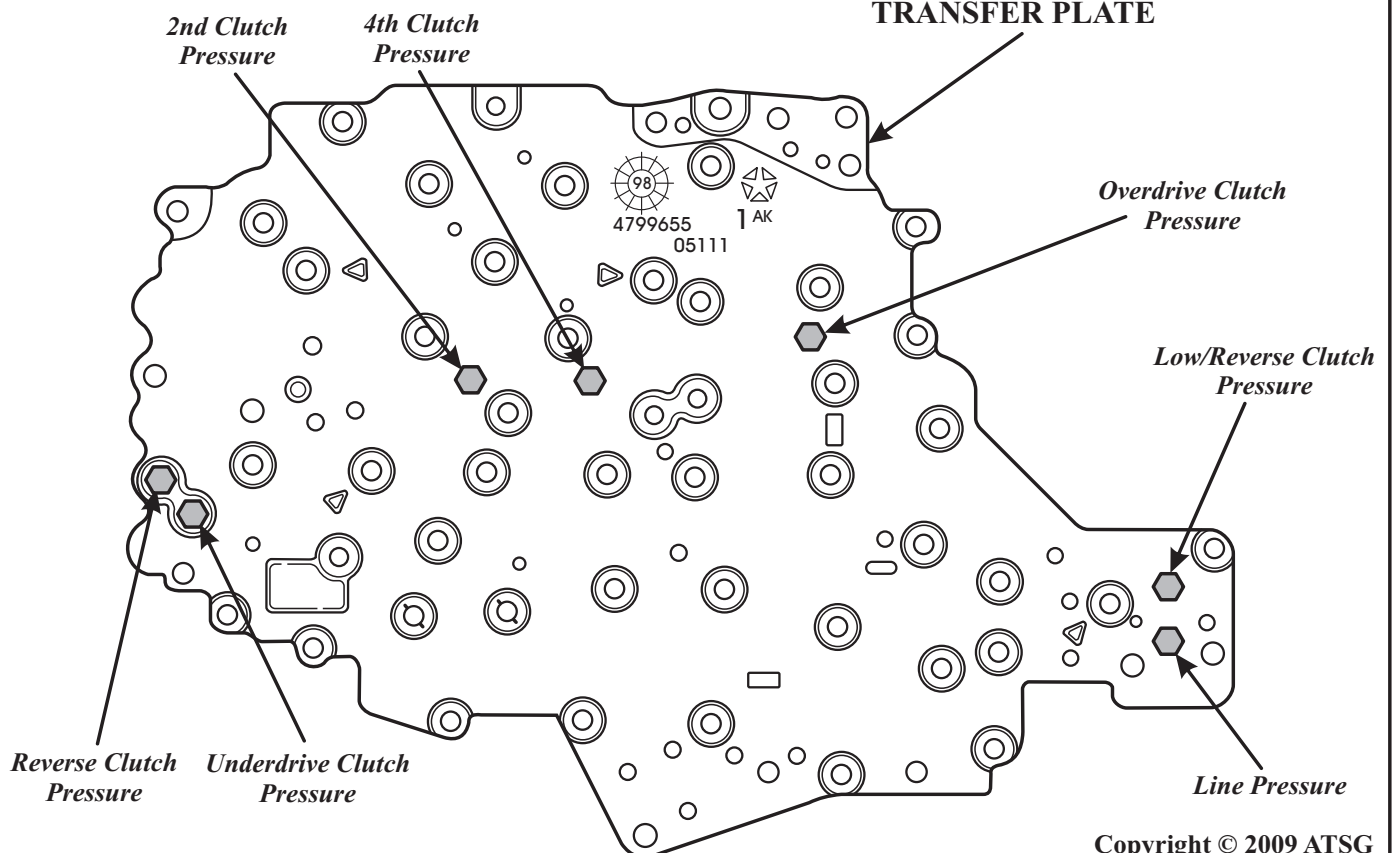 TRANSFER PLATE
2nd Clutch
Pressure
4th Clutch
Pressure
98
4799655
05111
1 AK
Overdrive Clutch
Pressure
Low/Reverse Clutch
Pressure
Reverse Clutch
Pressure
Underdrive Clutch
Pressure
Line Pressure
Copyright © 2009 ATSG